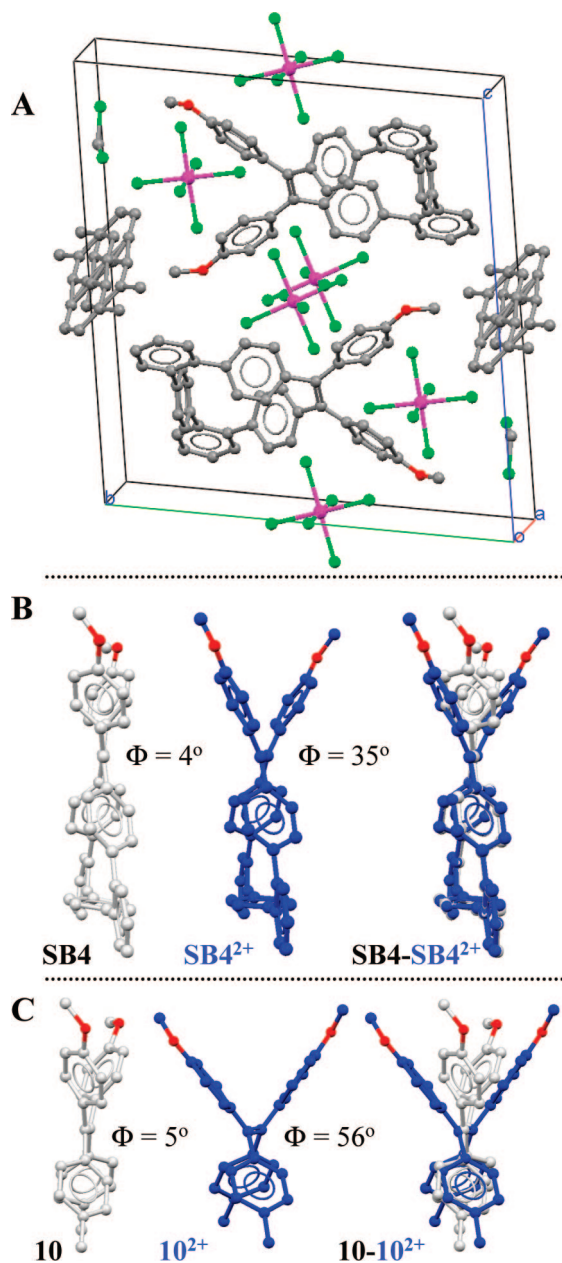 A
c
b
o
a
B
Φ = 4°
Φ = 35°
SB4
SB4²⁺
SB4-SB4²⁺
C
Φ = 5°
Φ = 56°
10
10²⁺
10-10²⁺